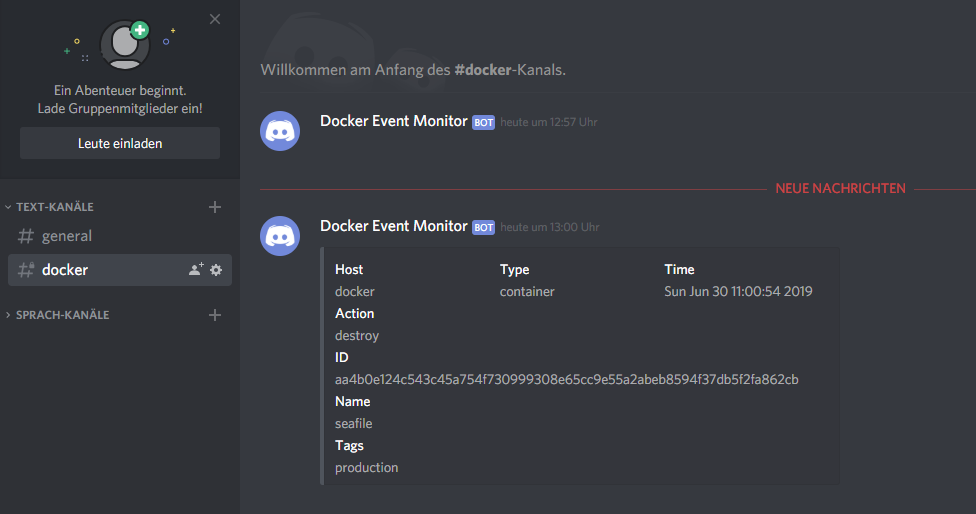 Ein Abenteuer beginnt.
Lade Gruppenmitglieder ein!
Leute einladen
TEXT-KANÄLE
general
docker
SPRACH-KANÄLE
Willkommen am Anfang des #docker-Kanals.
Docker Event Monitor BOT heute um 12:57 Uhr
NEUE NACHRICHTEN
Docker Event Monitor BOT heute um 13:00 Uhr
Host Type Time
docker container Sun Jun 30 11:00:54 2019
Action
destroy
ID
aa4b0e124c543c45a754f730999308e65cc9e55a2abeb8594f37db5f2fa862cb
Name
seafile
Tags
production